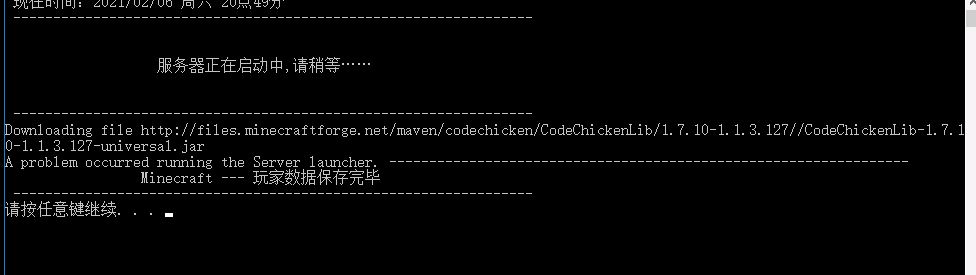 现在时间: 2021/02/06 周六 20点49分
------------------------------------------------------------------
服务器正在启动中,请稍等……
------------------------------------------------------------------
Downloading file http://files.minecraftforge.net/maven/codechicken/CodeChickenLib/1.7.10-1.1.3.127//CodeChickenLib-1.7.1
0-1.1.3.127-universal.jar
A problem occurred running the Server launcher. ------------------------------------------------------------------
Minecraft --- 玩家数据保存完毕
------------------------------------------------------------------
请按任意键继续. . .